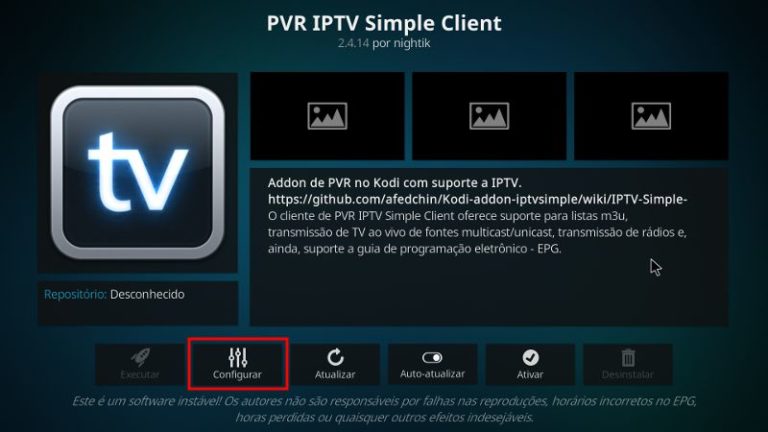 PVR IPTV Simple Client
2.4.14 por nightik
tv
Addon de PVR no Kodi com suporte a IPTV.
https://github.com/afedchin/Kodi-addon-iptvsimple/wiki/IPTV-Simple-
O cliente de PVR IPTV Simple Client oferece suporte para listas m3u,
transmissão de TV ao vivo de fontes multicast/unicast, transmissão de rádios e,
ainda, suporte a guia de programação eletrônico - EPG.
Repositório: Desconhecido
Executar Configurar Atualizar Auto-atualizar Ativar Desinstalar
Este é um software instável! Os autores não são responsáveis por falhas nas reproduções, horários incorretos no EPG,
horas perdidas ou quaisquer outros efeitos indesejáveis.